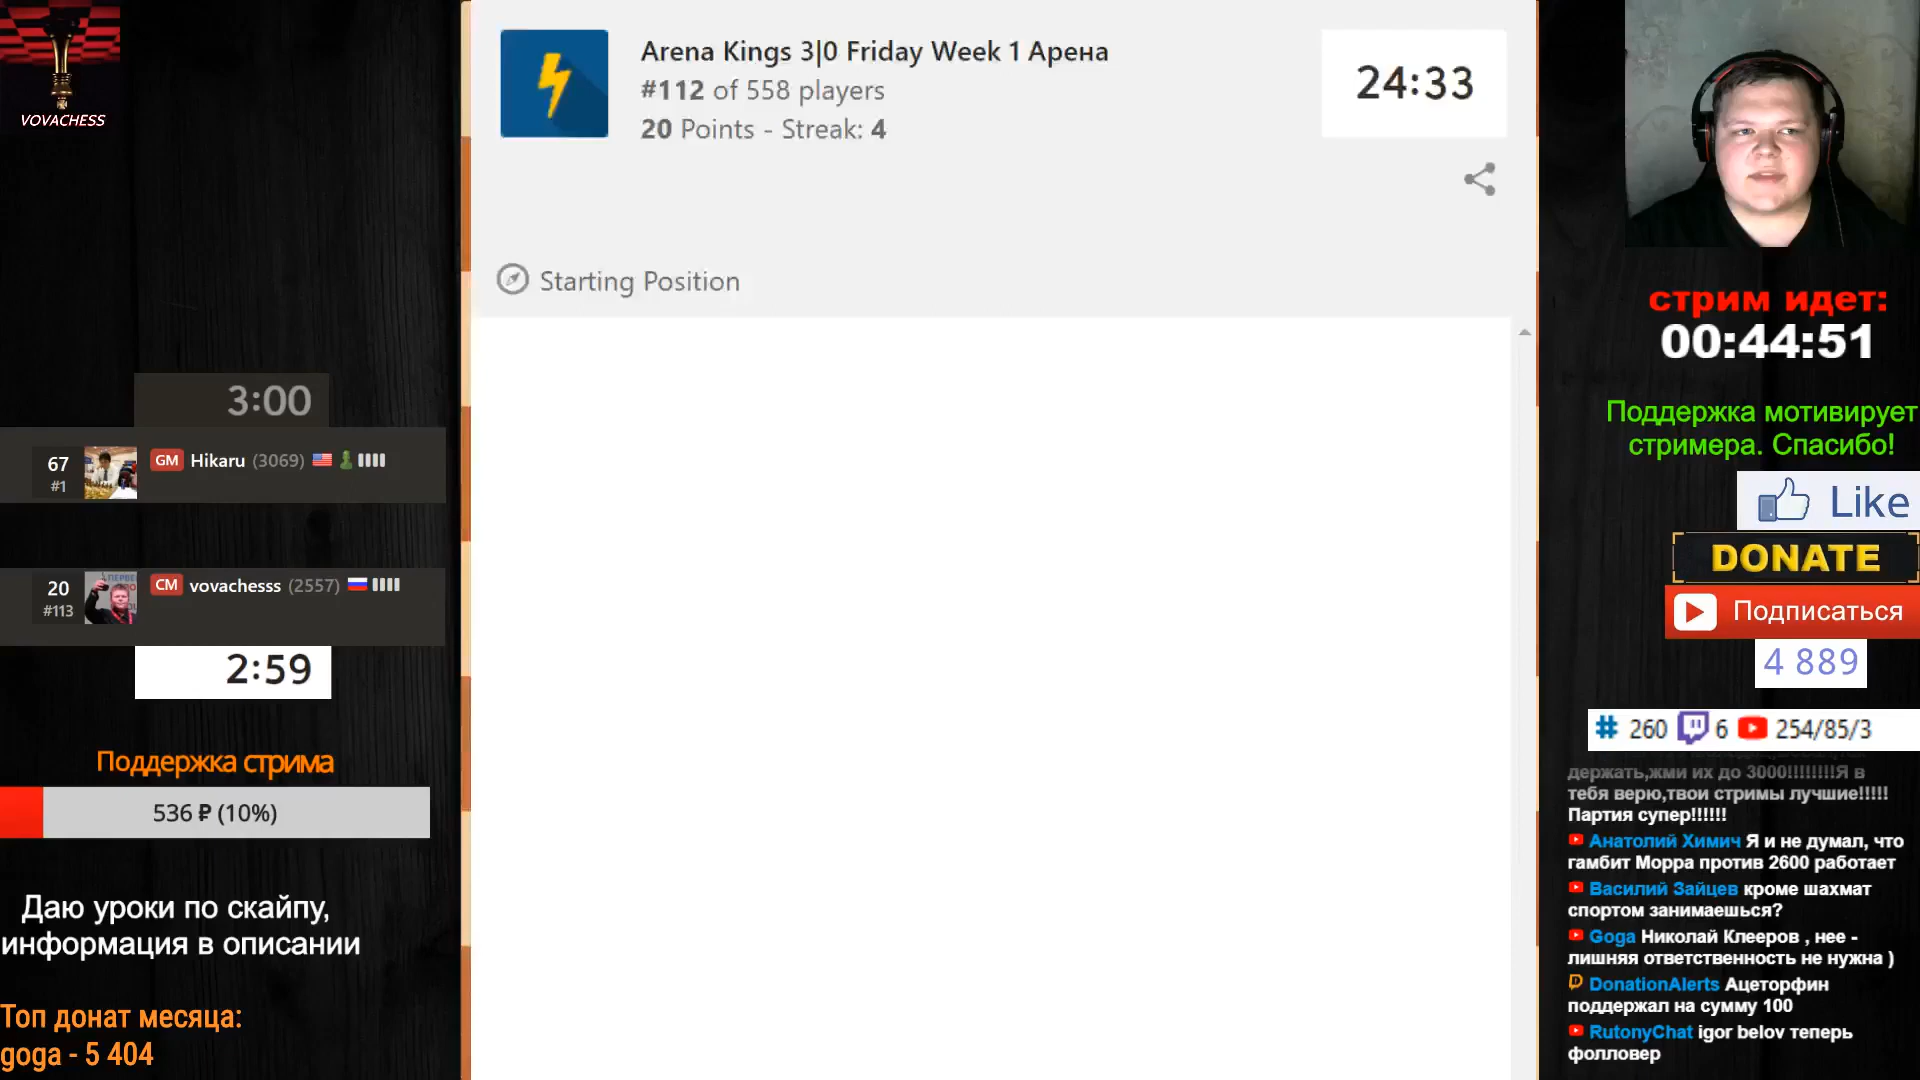 VOVACHESS
Arena Kings 3|0 Friday Week 1 Арена
#112 of 558 players
20 Points - Streak: 4
24:33
Starting Position
3:00
67
#1
GM Hikaru (3069)
20
#113
CM vovachesss (2557)
2:59
Поддержка стрима
536 ₽ (10%)
Даю уроки по скайпу,
информация в описании
Топ донат месяца:
goga - 5 404
стрим идет:
00:44:51
Поддержка мотивирует
стримера. Спасибо!
Like
DONATE
Подписаться
4 889
# 260 6 254/85/3
держать,жми их до 3000!!!!!!!!Я в
тебя верю,твои стримы лучшие!!!!!
Партия супер!!!!!!
Анатолий Химич Я и не думал, что
гамбит Морра против 2600 работает
Василий Зайцев кроме шахмат
спортом занимаешься?
Goga Николай Клееров , нее -
лишняя ответственность не нужна )
DonationAlerts Ацеторфин
поддержал на сумму 100
RutonyChat igor belov теперь
фолловер